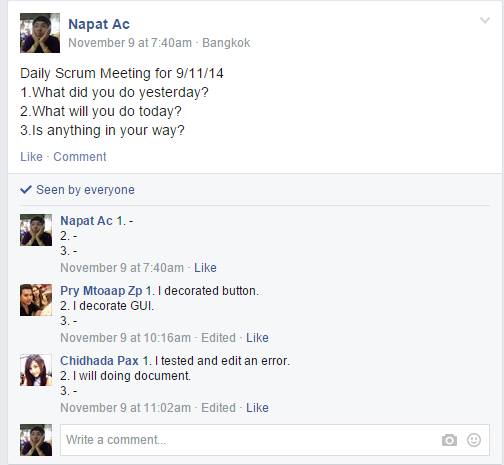 Napat Ac
November 9 at 7:40am · Bangkok
Daily Scrum Meeting for 9/11/14
1.What did you do yesterday?
2.What will you do today?
3.Is anything in your way?
Like · Comment
Seen by everyone
Napat Ac 1. -
2. -
3. -
November 9 at 7:40am · Like
Pry Mtoaap Zp 1. I decorated button.
2. I decorate GUI.
3. -
November 9 at 10:16am · Edited · Like
Chidhada Pax 1. I tested and edit an error.
2. I will doing document.
3. -
November 9 at 11:02am · Edited · Like
Write a comment...